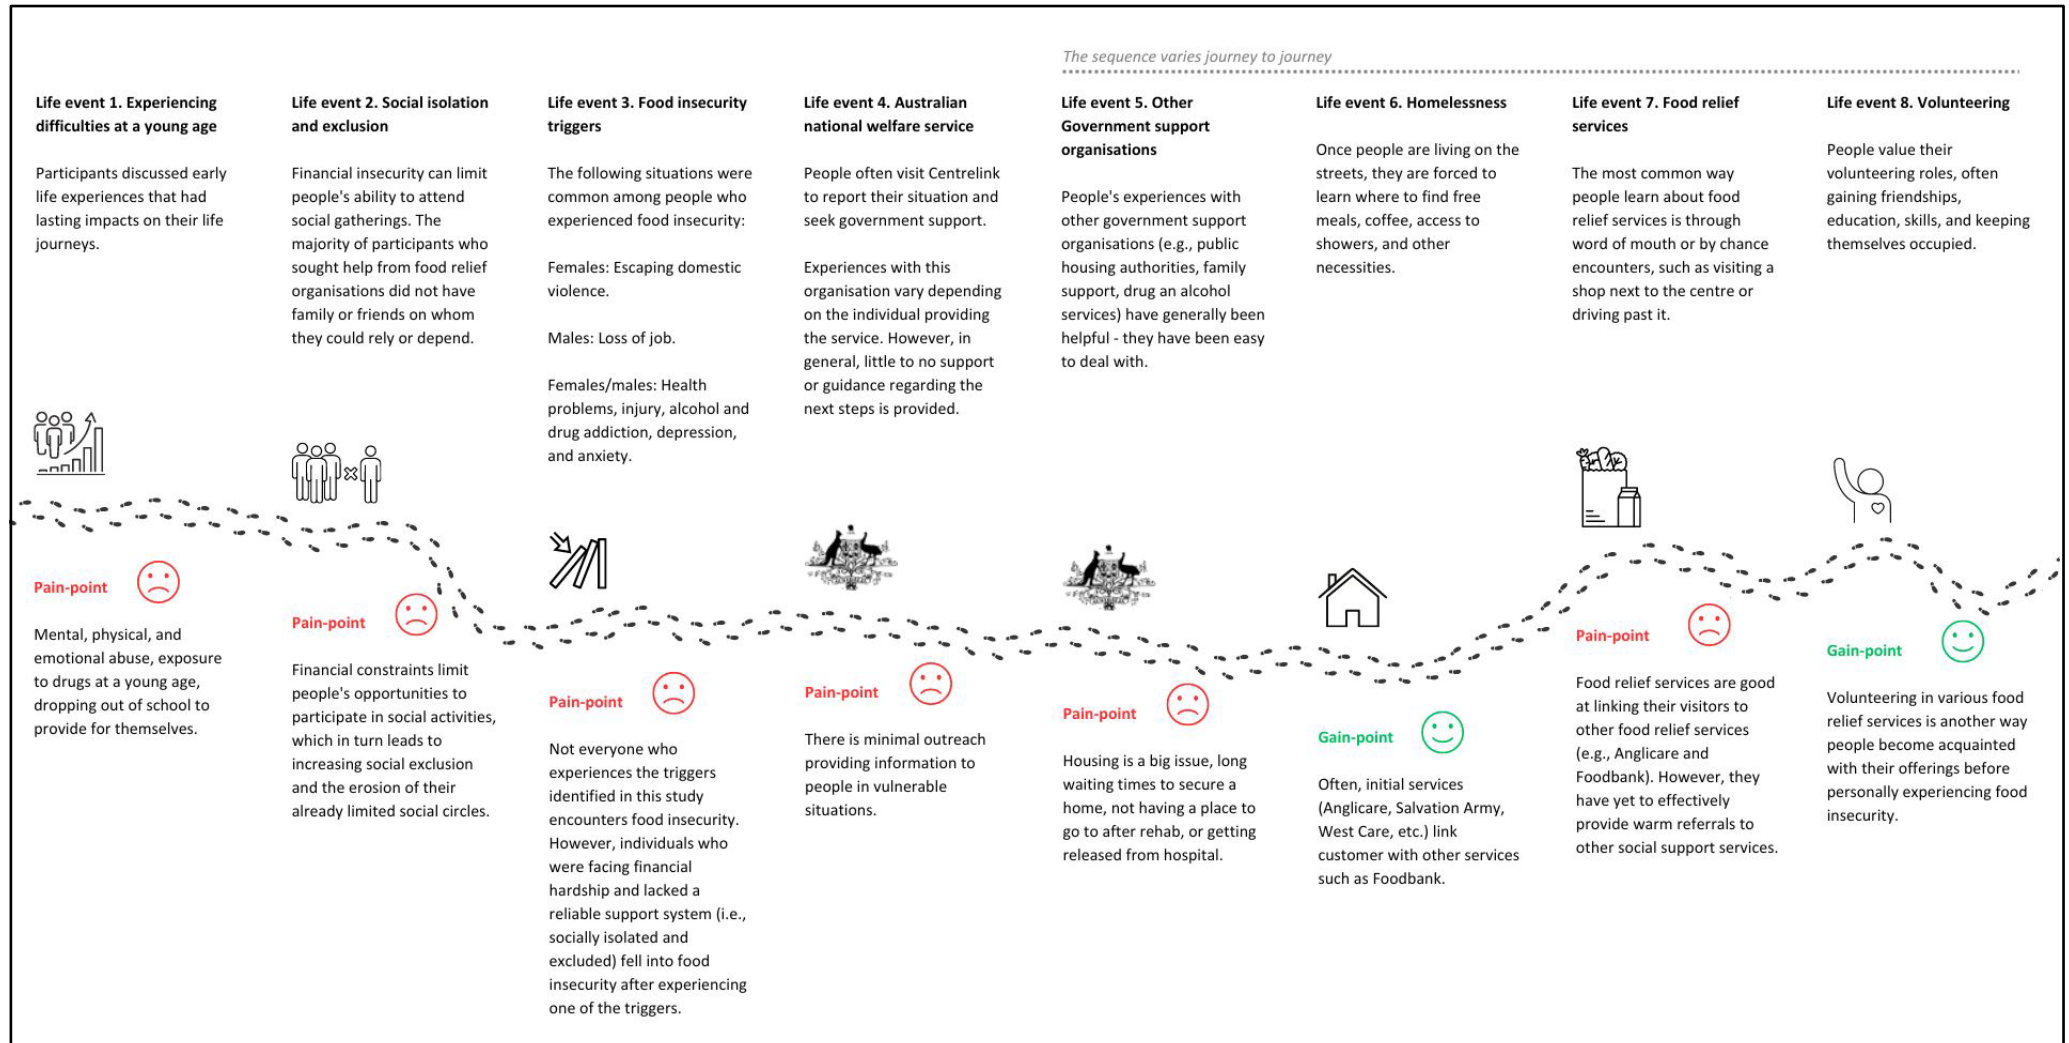 The sequence varies journey to journey
Life event 1. Experiencing
difficulties at a young age
Participants discussed early
life experiences that had
lasting impacts on their life
journeys.
Pain-point
Mental, physical, and
emotional abuse, exposure
to drugs at a young age,
dropping out of school to
provide for themselves.
Life event 2. Social isolation
and exclusion
Financial insecurity can limit
people's ability to attend
social gatherings. The
majority of participants who
sought help from food relief
organisations did not have
family or friends on whom
they could rely or depend.
Pain-point
Financial constraints limit
people's opportunities to
participate in social activities,
which in turn leads to
increasing social exclusion
and the erosion of their
already limited social circles.
Life event 3. Food insecurity
triggers
The following situations were
common among people who
experienced food insecurity:
Females: Escaping domestic
violence.
Males: Loss of job.
Females/males: Health
problems, injury, alcohol and
drug addiction, depression,
and anxiety.
Pain-point
Not everyone who
experiences the triggers
identified in this study
encounters food insecurity.
However, individuals who
were facing financial
hardship and lacked a
reliable support system (i.e.,
socially isolated and
excluded) fell into food
insecurity after experiencing
one of the triggers.
Life event 4. Australian
national welfare service
People often visit Centrelink
to report their situation and
seek government support.
Experiences with this
organisation vary depending
on the individual providing
the service. However, in
general, little to no support
or guidance regarding the
next steps is provided.
Pain-point
There is minimal outreach
providing information to
people in vulnerable
situations.
Life event 5. Other
Government support
organisations
People's experiences with
other government support
organisations (e.g., public
housing authorities, family
support, drug an alcohol
services) have generally been
helpful - they have been easy
to deal with.
Pain-point
Housing is a big issue, long
waiting times to secure a
home, not having a place to
go to after rehab, or getting
released from hospital.
Life event 6. Homelessness
Once people are living on the
streets, they are forced to
learn where to find free
meals, coffee, access to
showers, and other
necessities.
Gain-point
Often, initial services
(Anglicare, Salvation Army,
West Care, etc.) link
customer with other services
such as Foodbank.
Life event 7. Food relief
services
The most common way
people learn about food
relief services is through
word of mouth or by chance
encounters, such as visiting a
shop next to the centre or
driving past it.
Pain-point
Food relief services are good
at linking their visitors to
other food relief services
(e.g., Anglicare and
Foodbank). However, they
have yet to effectively
provide warm referrals to
other social support services.
Life event 8. Volunteering
People value their
volunteering roles, often
gaining friendships,
education, skills, and keeping
themselves occupied.
Gain-point
Volunteering in various food
relief services is another way
people become acquainted
with their offerings before
personally experiencing food
insecurity.